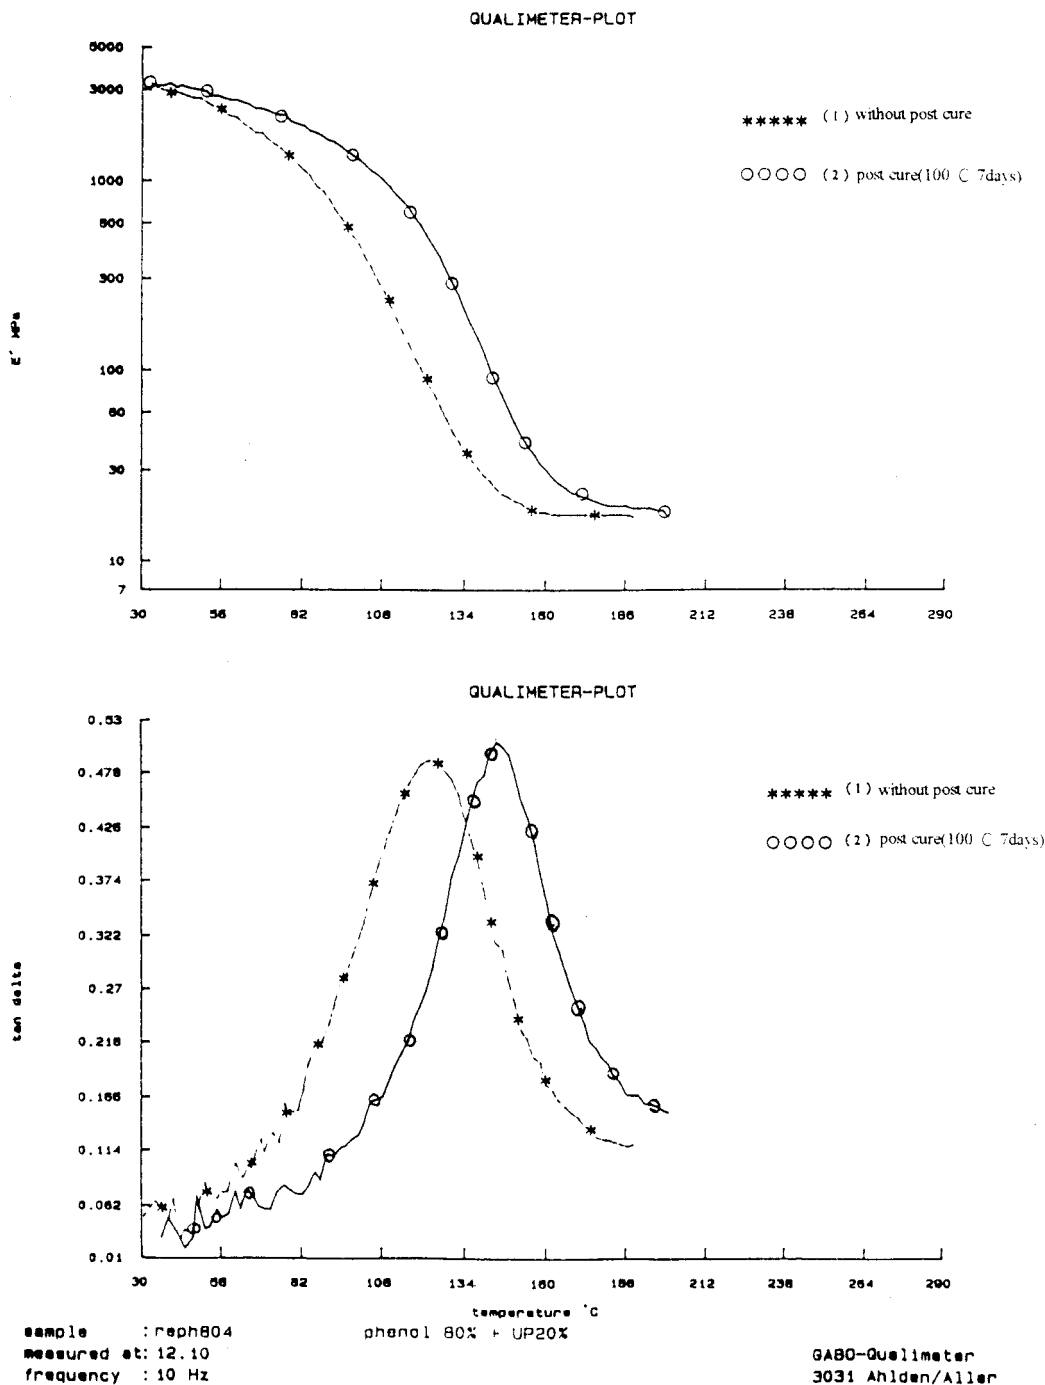 QUALIMETER-PLOT
6000
3000
1000
600
300
100
60
30
10
7
E' MPa
***** (1) without post cure
○○○○ (2) post cure(100 C 7days)
30 56 82 108 134 160 186 212 238 264 290
QUALIMETER-PLOT
0.53
0.478
0.426
0.374
0.322
0.27
0.218
0.166
0.114
0.062
0.01
tan delta
***** (1) without post cure
○○○○ (2) post cure(100 C 7days)
30 56 82 108 134 160 186 212 238 264 290
temperature °C
sample : reph804 phenol 80% + UP20%
measured at: 12.10
frequency : 10 Hz
GABO-Qualimeter
3031 Ahlden/Aller